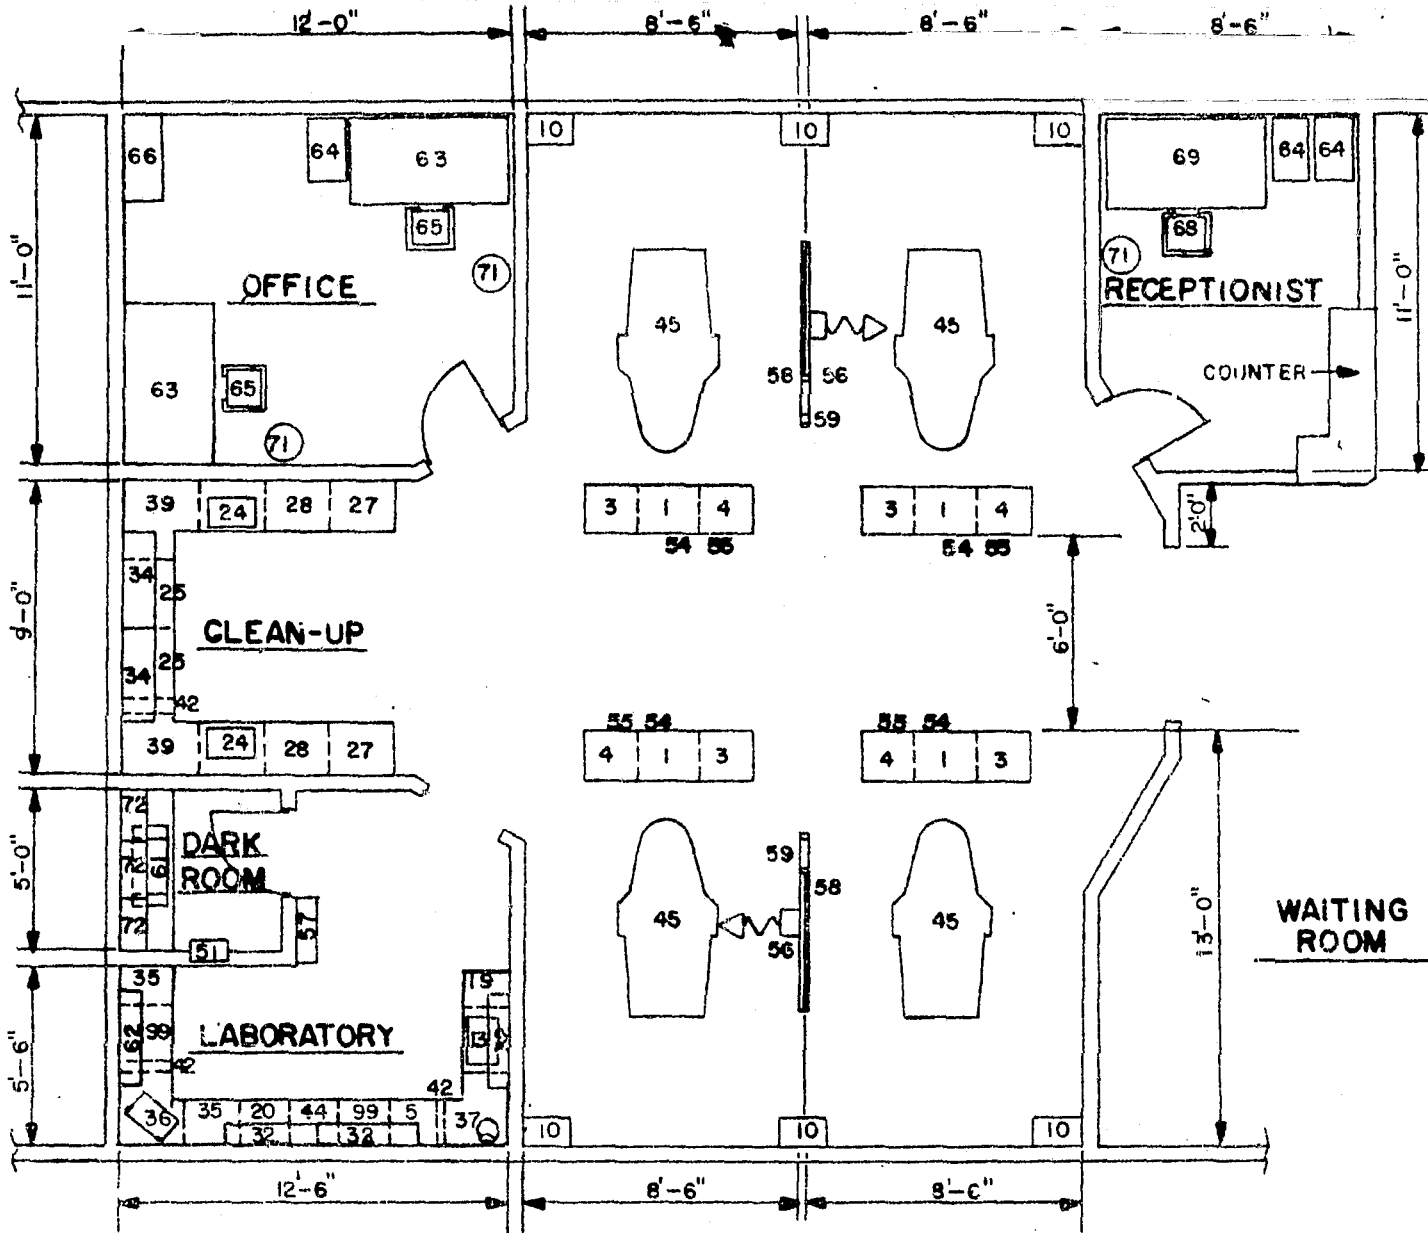 12'-0" 8'-6" 8'-6" 8'-6"
10 10 10
66 64 63 69 64 64
65 68
71 71
11'-0" OFFICE RECEPTIONIST 11'-0"
45 45
58 56 COUNTER
63 65 59
71
39 24 28 27 3 1 4 3 1 4 2'0"
54 55 54 55
34 25
9'-0" CLEAN-UP 6'-0"
34 25
42
55 54 55 54
39 24 28 27 4 1 3 4 1 3
72
5'-0" DARK 59
72 61 ROOM 58
72 57 45 45 13'-0" WAITING
51 56 ROOM
35 19
5'-6" 62 99 LABORATORY 13
42 42
36 35 20 44 99 5 37
32 32 10 10 10
12'-6" 8'-6"